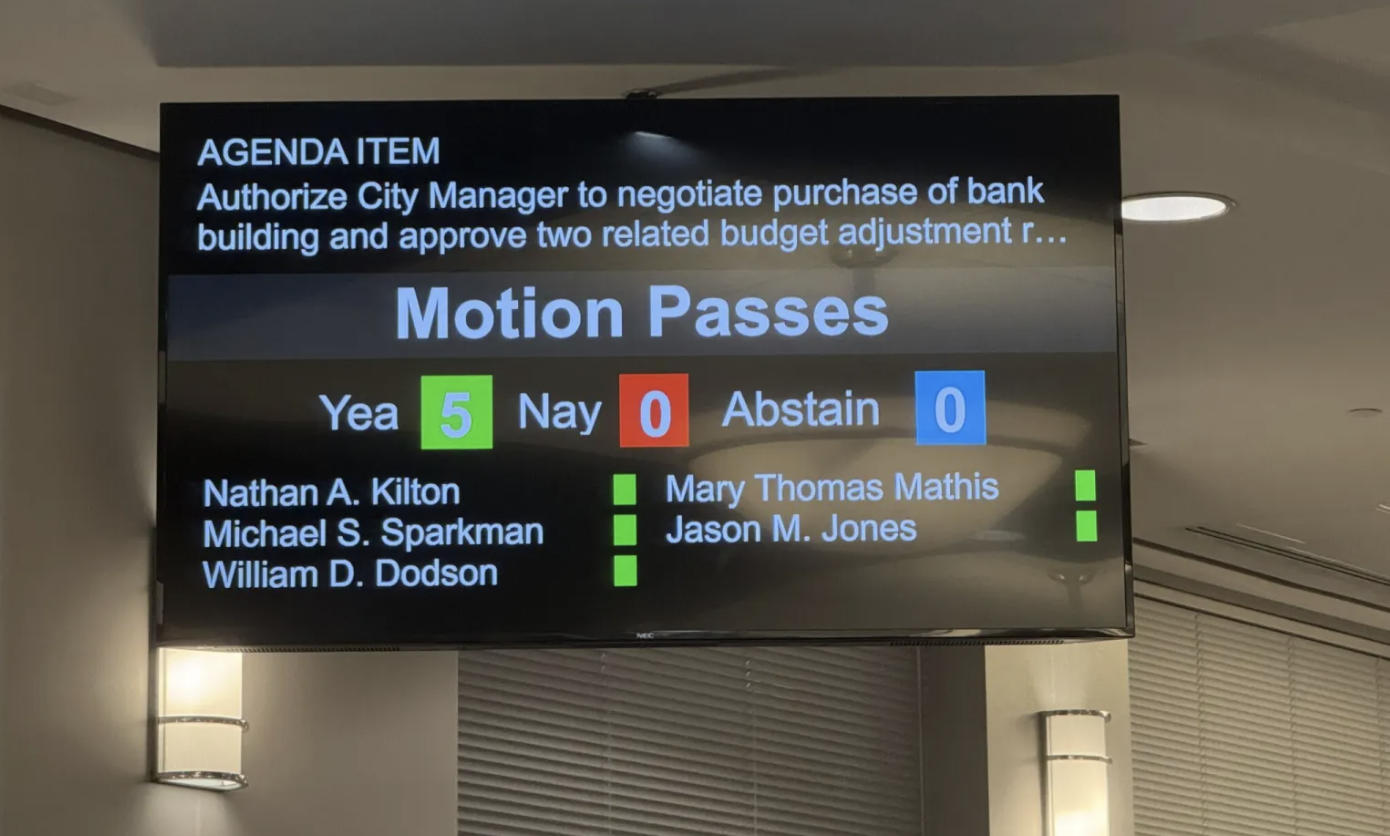 AGENDA ITEM
Authorize City Manager to negotiate purchase of bank
building and approve two related budget adjustment r...
Motion Passes
Yea 5 Nay 0 Abstain 0
Nathan A. Kilton Mary Thomas Mathis
Michael S. Sparkman Jason M. Jones
William D. Dodson
NEC